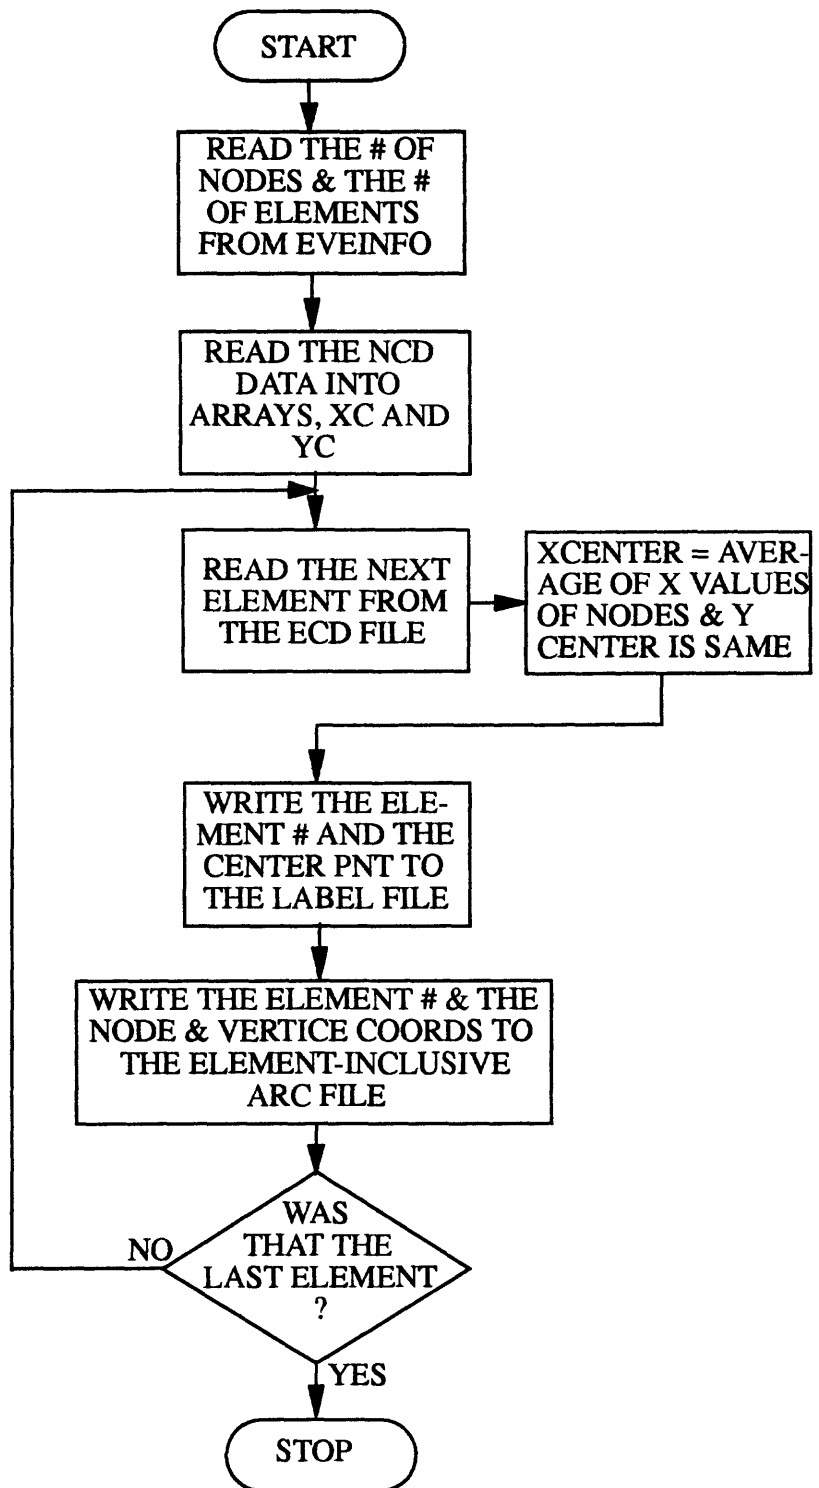 START
READ THE # OF
NODES & THE #
OF ELEMENTS
FROM EVEINFO
READ THE NCD
DATA INTO
ARRAYS, XC AND
YC
READ THE NEXT
ELEMENT FROM
THE ECD FILE
XCENTER = AVER-
AGE OF X VALUES
OF NODES & Y
CENTER IS SAME
WRITE THE ELE-
MENT # AND THE
CENTER PNT TO
THE LABEL FILE
WRITE THE ELEMENT # & THE
NODE & VERTICE COORDS TO
THE ELEMENT-INCLUSIVE
ARC FILE
WAS
THAT THE
LAST ELEMENT
?
NO
YES
STOP